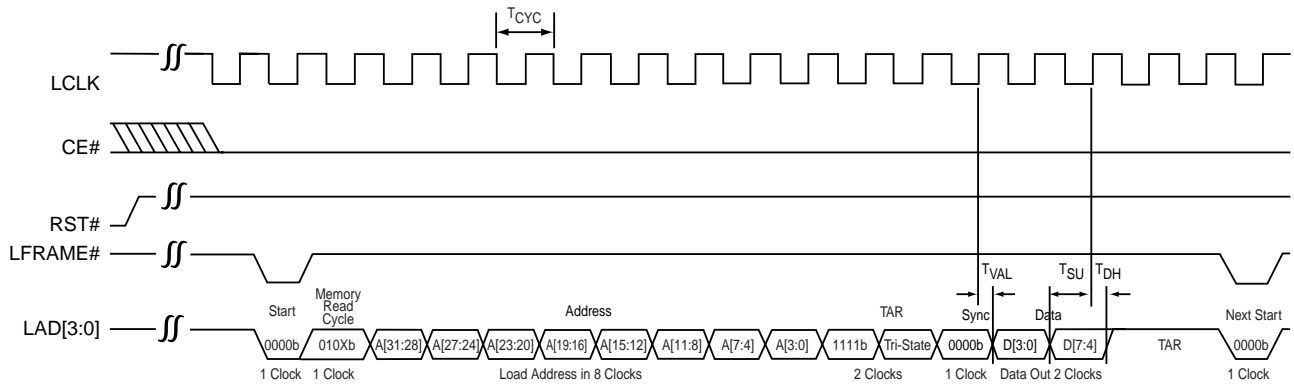 TCYC
LCLK
CE#
RST#
LFRAME#
TVAL TSU TDH
Start Memory Read Cycle Address TAR Sync Data Next Start
LAD[3:0] 0000b 010Xb A[31:28] A[27:24] A[23:20] A[19:16] A[15:12] A[11:8] A[7:4] A[3:0] 1111b Tri-State 0000b D[3:0] D[7:4] TAR 0000b
1 Clock 1 Clock Load Address in 8 Clocks 2 Clocks 1 Clock Data Out 2 Clocks 1 Clock